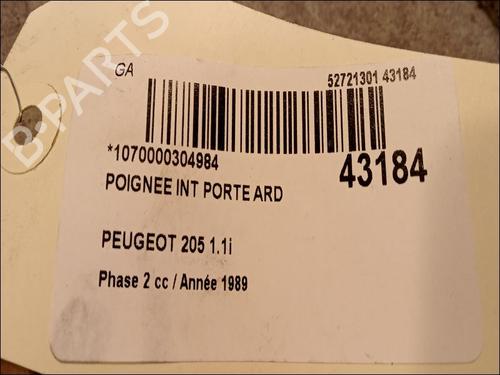 GA
52721301 43184
*1070000304984
43184
POIGNEE INT PORTE ARD
PEUGEOT 205 1.1i
Phase 2 cc / Année 1989
B-PARTS